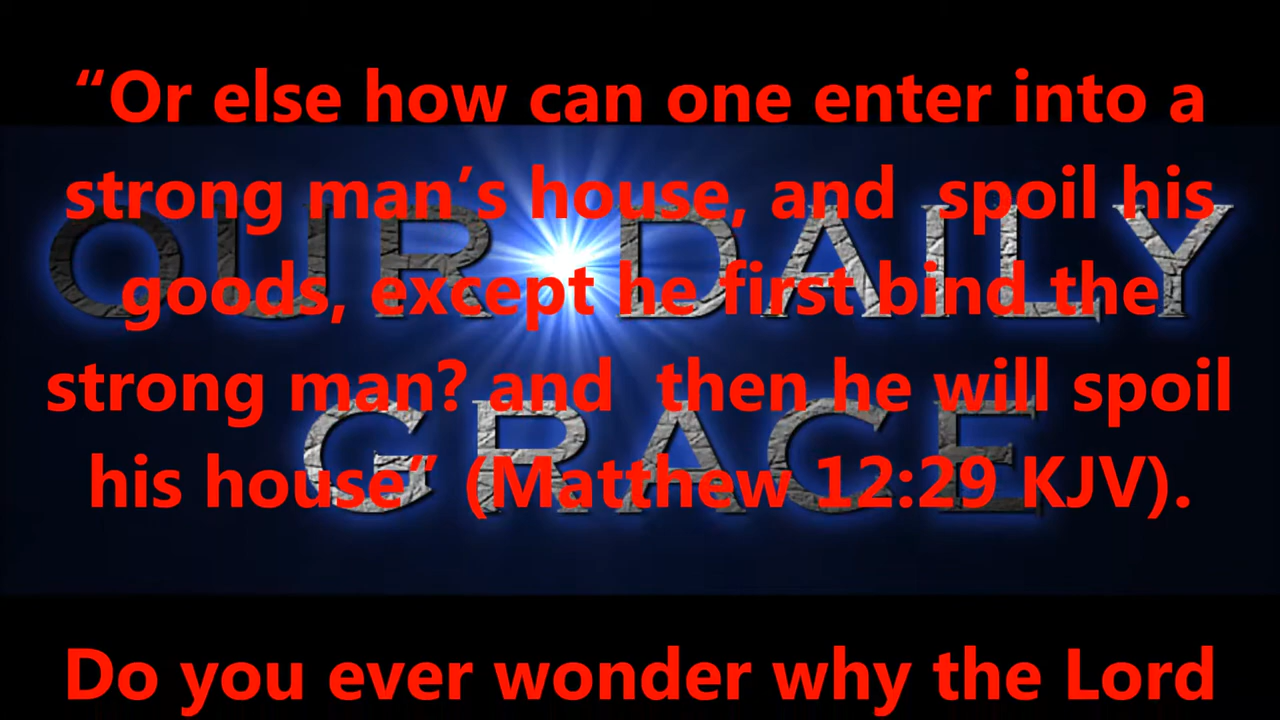 “Or else how can one enter into a
strong man’s house, and  spoil his
goods, except he first bind the
strong man? and  then he will spoil
his house” (Matthew 12:29 KJV).
Do you ever wonder why the Lord
OUR DAILY
GRACE